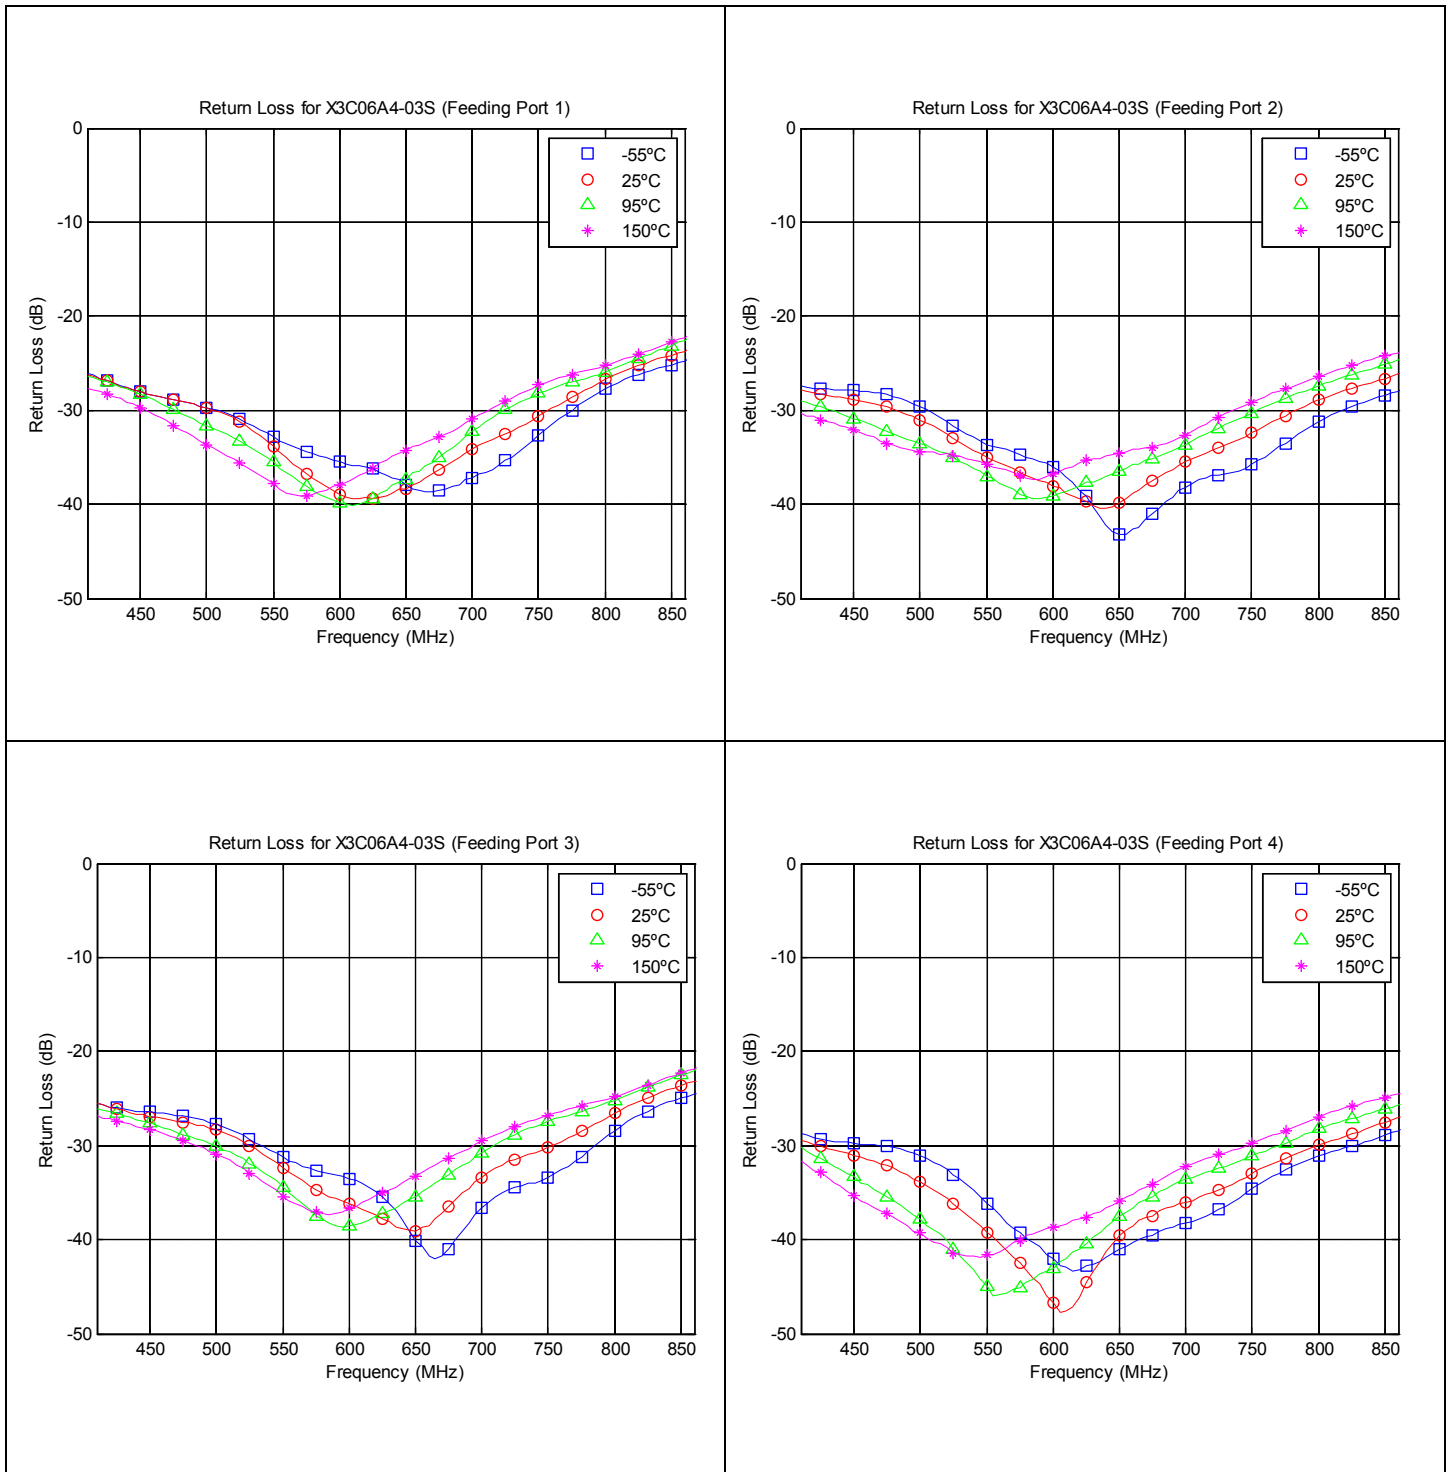 Return Loss for X3C06A4-03S (Feeding Port 1)
0
-10
-20
-30
-40
-50
Return Loss (dB)
-55ºC
25ºC
95ºC
150ºC
450 500 550 600 650 700 750 800 850
Frequency (MHz)
Return Loss for X3C06A4-03S (Feeding Port 2)
0
-10
-20
-30
-40
-50
Return Loss (dB)
-55ºC
25ºC
95ºC
150ºC
450 500 550 600 650 700 750 800 850
Frequency (MHz)
Return Loss for X3C06A4-03S (Feeding Port 3)
0
-10
-20
-30
-40
-50
Return Loss (dB)
-55ºC
25ºC
95ºC
150ºC
450 500 550 600 650 700 750 800 850
Frequency (MHz)
Return Loss for X3C06A4-03S (Feeding Port 4)
0
-10
-20
-30
-40
-50
Return Loss (dB)
-55ºC
25ºC
95ºC
150ºC
450 500 550 600 650 700 750 800 850
Frequency (MHz)